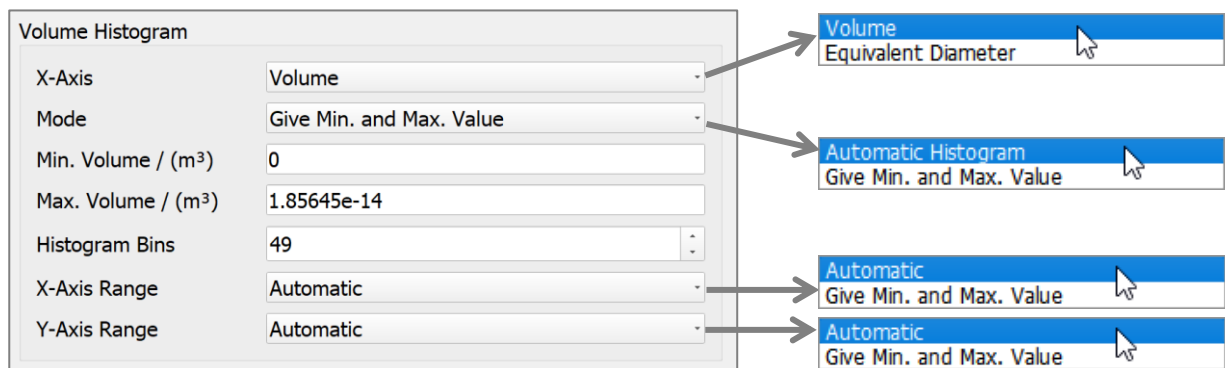 Volume Histogram
X-Axis
Volume
Mode
Give Min. and Max. Value
Min. Volume / (m³)
0
Max. Volume / (m³)
1.85645e-14
Histogram Bins
49
X-Axis Range
Automatic
Y-Axis Range
Automatic
Volume
Equivalent Diameter
Automatic Histogram
Give Min. and Max. Value
Automatic
Give Min. and Max. Value
Automatic
Give Min. and Max. Value